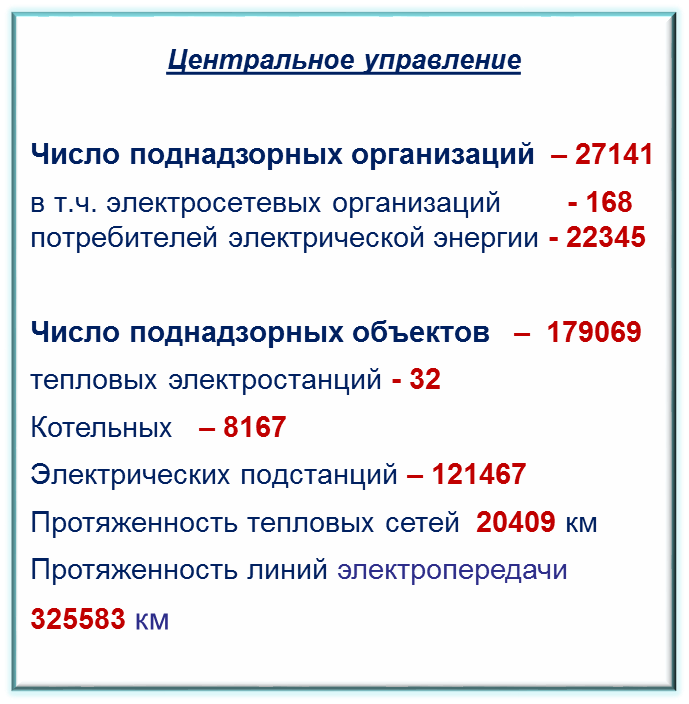 Центральное управление
Число поднадзорных организаций – 27141
в т.ч. электросетевых организаций - 168
потребителей электрической энергии - 22345
Число поднадзорных объектов – 179069
тепловых электростанций - 32
Котельных – 8167
Электрических подстанций – 121467
Протяженность тепловых сетей 20409 км
Протяженность линий электропередачи
325583 км